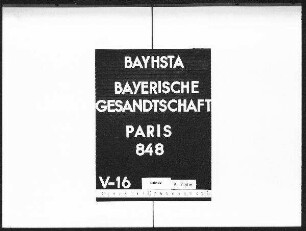 BAYHSTA
BAYERISCHE
GESANDTSCHAFT
PARIS
848
V-16